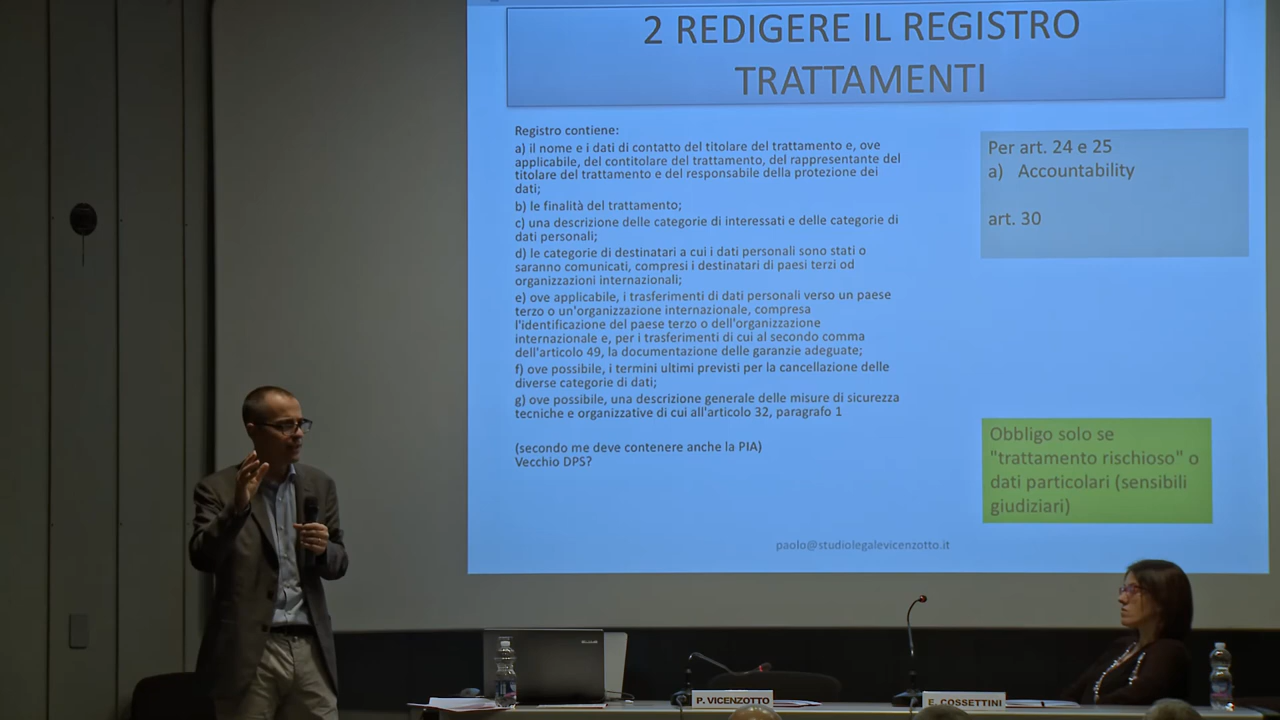 2 REDIGERE IL REGISTRO
TRATTAMENTI
Registro contiene:
a) il nome e i dati di contatto del titolare del trattamento e, ove
applicabile, del contitolare del trattamento, del rappresentante del
titolare del trattamento e del responsabile della protezione dei
dati;
b) le finalità del trattamento;
c) una descrizione delle categorie di interessati e delle categorie di
dati personali;
d) le categorie di destinatari a cui i dati personali sono stati o
saranno comunicati, compresi i destinatari di paesi terzi od
organizzazioni internazionali;
e) ove applicabile, i trasferimenti di dati personali verso un paese
terzo o un'organizzazione internazionale, compresa
l'identificazione del paese terzo o dell'organizzazione
internazionale e, per i trasferimenti di cui al secondo comma
dell'articolo 49, la documentazione delle garanzie adeguate;
f) ove possibile, i termini ultimi previsti per la cancellazione delle
diverse categorie di dati;
g) ove possibile, una descrizione generale delle misure di sicurezza
tecniche e organizzative di cui all'articolo 32, paragrafo 1
(secondo me deve contenere anche la PIA)
Vecchio DPS?
Per art. 24 e 25
a) Accountability
art. 30
Obbligo solo se
"trattamento rischioso" o
dati particolari (sensibili
giudiziari)
paolo@studiolegalevicenzotto.it
P. VICENZOTTO
E. COSSETTINI